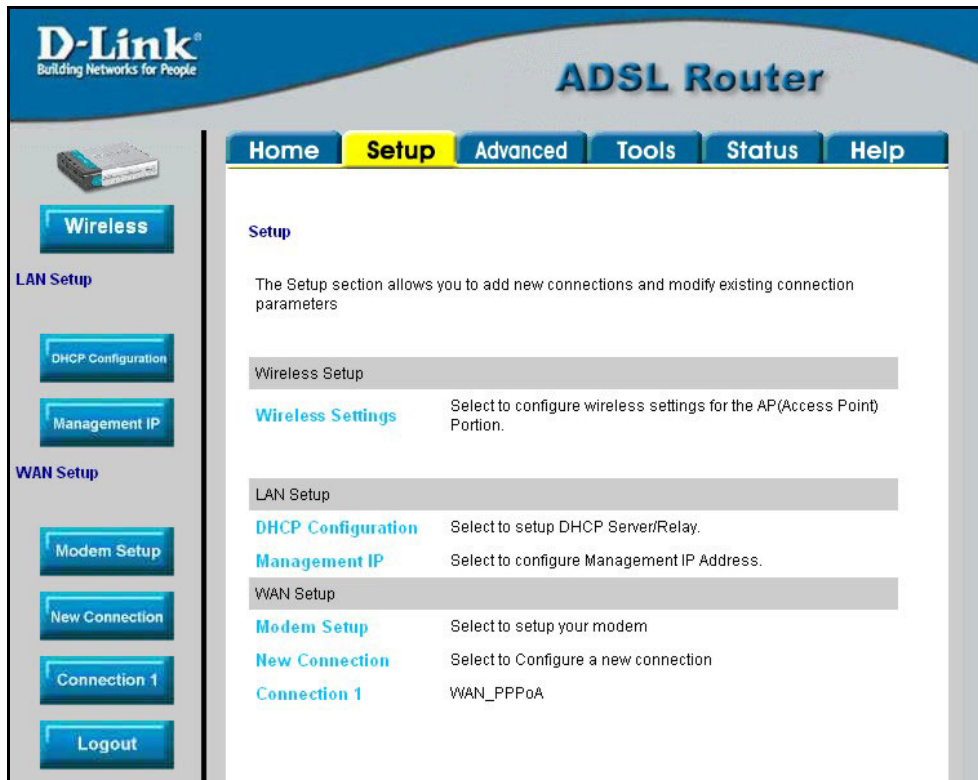 D-Link®
Building Networks for People
ADSL Router
Home Setup Advanced Tools Status Help
Wireless
LAN Setup
DHCP Configuration
Management IP
WAN Setup
Modem Setup
New Connection
Connection 1
Logout
Setup
The Setup section allows you to add new connections and modify existing connection
parameters
Wireless Setup
Wireless Settings Select to configure wireless settings for the AP(Access Point)
Portion.
LAN Setup
DHCP Configuration Select to setup DHCP Server/Relay.
Management IP Select to configure Management IP Address.
WAN Setup
Modem Setup Select to setup your modem
New Connection Select to Configure a new connection
Connection 1 WAN_PPPoA